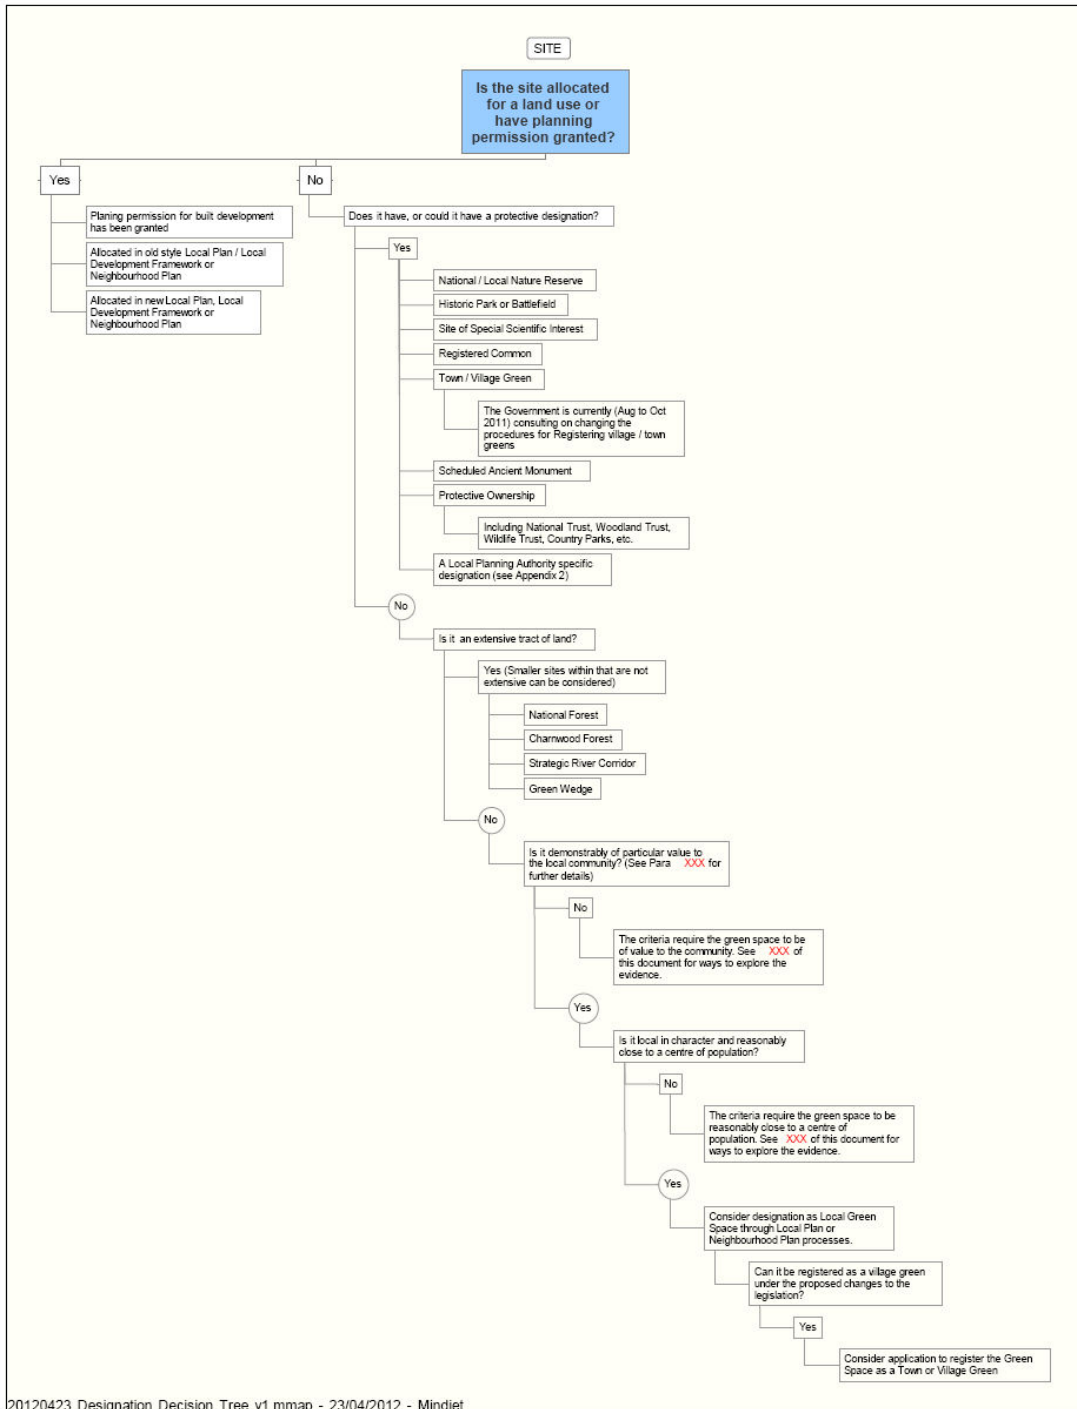 SITE
Is the site allocated
for a land use or
have planning
permission granted?
Yes
No
Planing permission for built development
has been granted
Allocated in old style Local Plan / Local
Development Framework or
Neighbourhood Plan
Allocated in new Local Plan, Local
Development Framework or
Neighbourhood Plan
Does it have, or could it have a protective designation?
Yes
National / Local Nature Reserve
Historic Park or Battlefield
Site of Special Scientific Interest
Registered Common
Town / Village Green
The Government is currently (Aug to Oct
2011) consulting on changing the
procedures for Registering village / town
greens
Scheduled Ancient Monument
Protective Ownership
Including National Trust, Woodland Trust,
Wildlife Trust, Country Parks, etc.
A Local Planning Authority specific
designation (see Appendix 2)
No
Is it an extensive tract of land?
Yes (Smaller sites within that are not
extensive can be considered)
National Forest
Charnwood Forest
Strategic River Corridor
Green Wedge
No
Is it demonstrably of particular value to
the local community? (See Para XXX for
further details)
No
The criteria require the green space to be
of value to the community. See XXX of
this document for ways to explore the
evidence.
Yes
Is it local in character and reasonably
close to a centre of population?
No
The criteria require the green space to be
reasonably close to a centre of
population. See XXX of this document for
ways to explore the evidence.
Yes
Consider designation as Local Green
Space through Local Plan or
Neighbourhood Plan processes.
Can it be registered as a village green
under the proposed changes to the
legislation?
Yes
Consider application to register the Green
Space as a Town or Village Green
20120423 Designation Decision Tree v1.mmap - 23/04/2012 - Mindjet